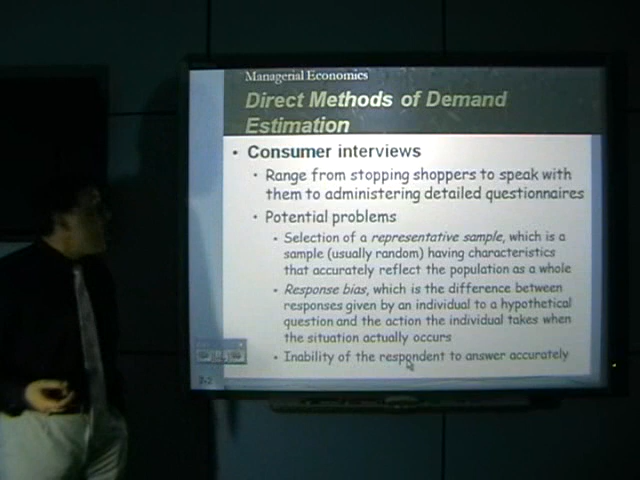 Managerial Economics
Direct Methods of Demand
Estimation
• Consumer interviews
• Range from stopping shoppers to speak with
them to administering detailed questionnaires
• Potential problems
• Selection of a representative sample, which is a
sample (usually random) having characteristics
that accurately reflect the population as a whole
• Response bias, which is the difference between
responses given by an individual to a hypothetical
question and the action the individual takes when
the situation actually occurs
• Inability of the respondent to answer accurately